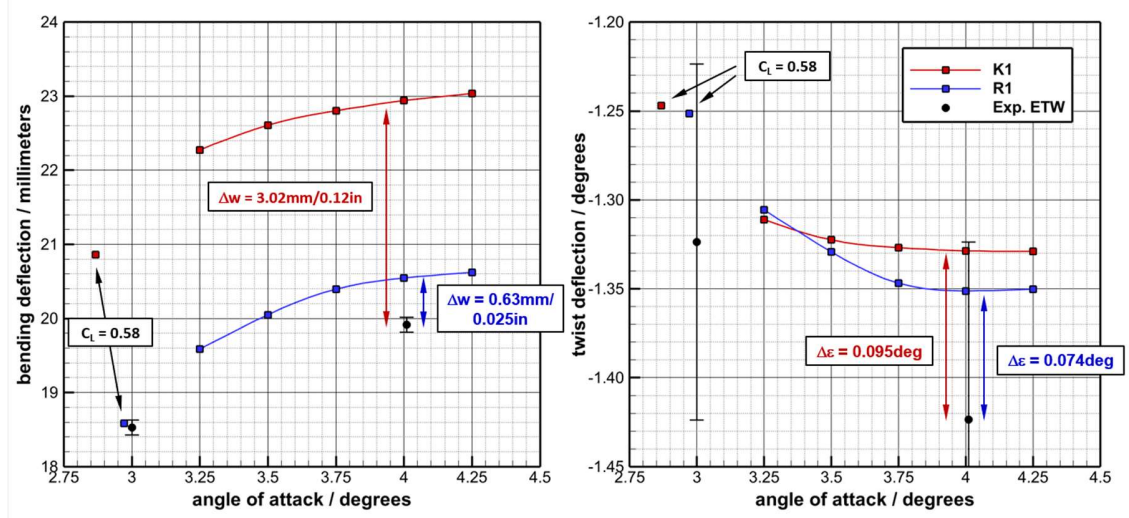 24
23
22
21
20
19
18
2.75
3
3.25
3.5
3.75
4
4.25
4.5
bending deflection / millimeters
angle of attack / degrees
Δw = 3.02mm/0.12in
Δw = 0.63mm/
0.025in
CL = 0.58
-1.20
-1.25
-1.30
-1.35
-1.40
-1.45
2.75
3
3.25
3.5
3.75
4
4.25
4.5
twist deflection / degrees
angle of attack / degrees
CL = 0.58
K1
R1
Exp. ETW
Δε = 0.095deg
Δε = 0.074deg